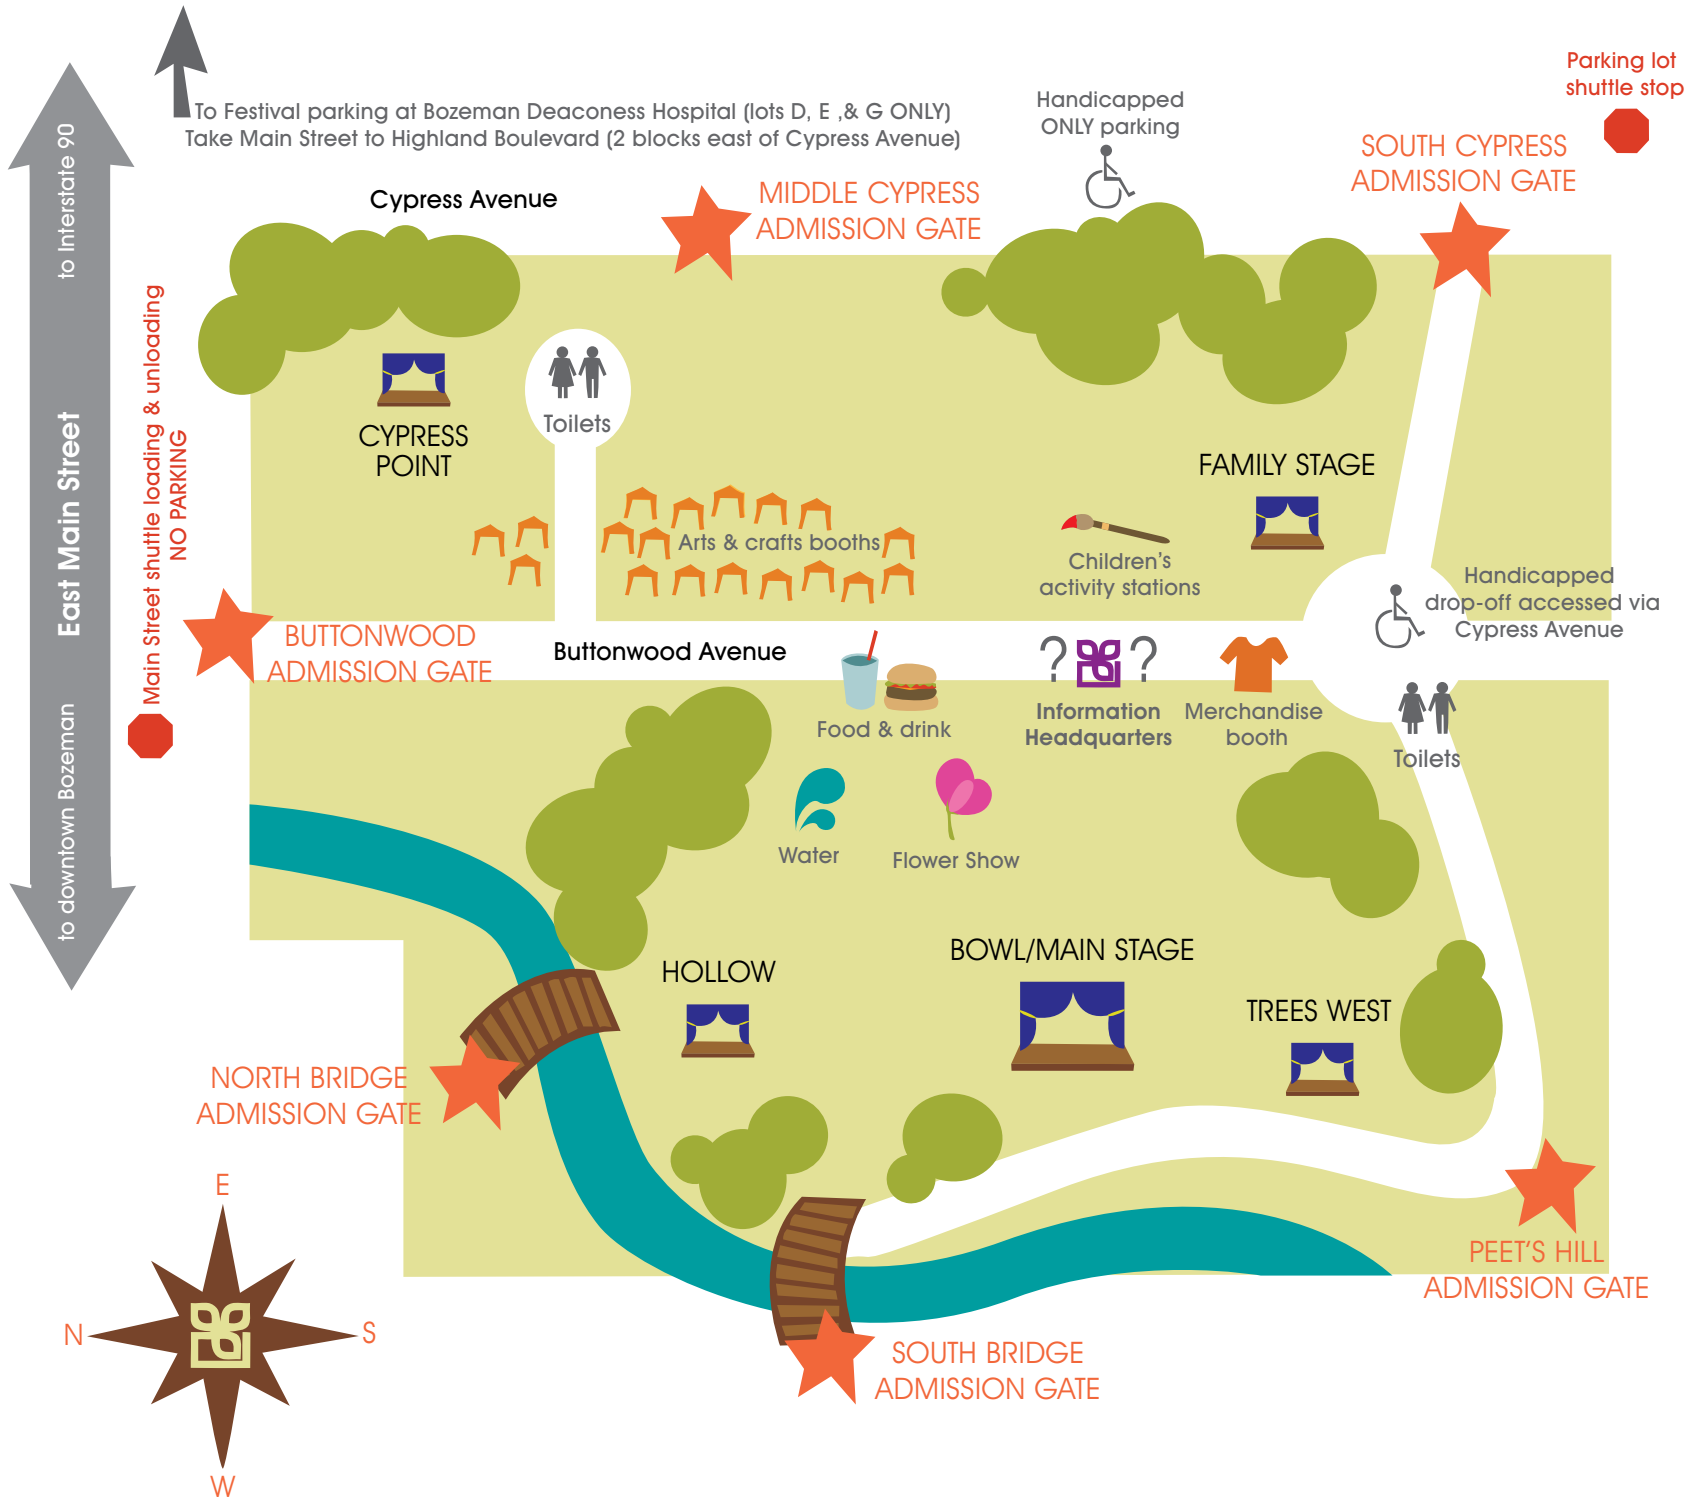 Parking lot
shuttle stop
To Festival parking at Bozeman Deaconess Hospital (lots D, E ,& G ONLY)
Take Main Street to Highland Boulevard (2 blocks east of Cypress Avenue)
Handicapped
ONLY parking
SOUTH CYPRESS
ADMISSION GATE
Cypress Avenue
MIDDLE CYPRESS
ADMISSION GATE
to Interstate 90
East Main Street
to downtown Bozeman
Main Street shuttle loading & unloading
NO PARKING
Toilets
CYPRESS
POINT
FAMILY STAGE
Arts & crafts booths
Children's
activity stations
Handicapped
drop-off accessed via
Cypress Avenue
BUTTONWOOD
ADMISSION GATE
Buttonwood Avenue
? ?
Food & drink
Information
Headquarters
Merchandise
booth
Toilets
Water
Flower Show
HOLLOW
BOWL/MAIN STAGE
TREES WEST
NORTH BRIDGE
ADMISSION GATE
PEET'S HILL
ADMISSION GATE
SOUTH BRIDGE
ADMISSION GATE
E
N
S
W